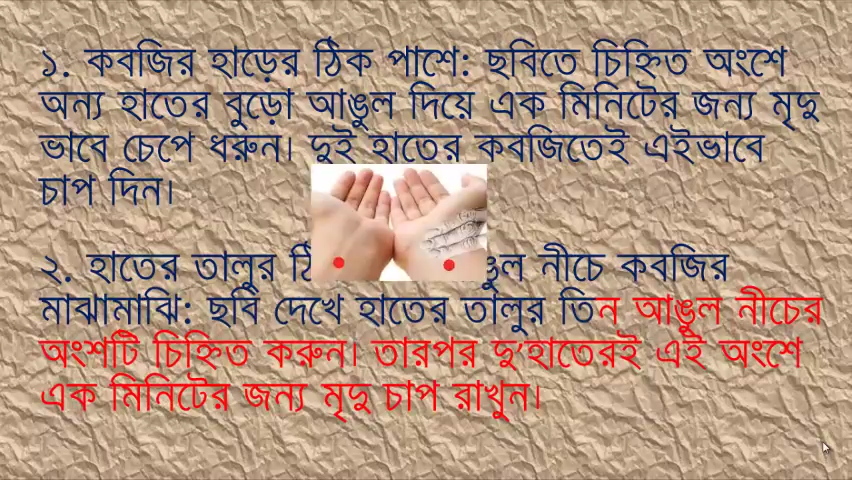 ১. কবজির হাড়ের ঠিক পাশে: ছবিতে চিহ্নিত অংশে
অন্য হাতের বুড়ো আঙুল দিয়ে এক মিনিটের জন্য মৃদু
ভাবে চেপে ধরুন। দুই হাতের কবজিতেই এইভাবে
চাপ দিন।
২. হাতের তালুর নীচে কবজির
মাঝামাঝি: ছবি দেখে হাতের তালুর তিন আঙুল নীচের
অংশটি চিহ্নিত করুন। তারপর দু’হাতেরই এই অংশে
এক মিনিটের জন্য মৃদু চাপ রাখুন।